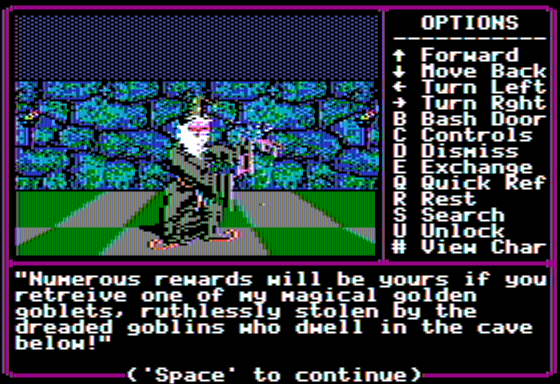 OPTIONS
------------
↑ Forward
↓ Move Back
← Turn Left
→ Turn Rght
B Bash Door
C Controls
D Dismiss
E Exchange
Q Quick Ref
R Rest
S Search
U Unlock
# View Char
"Numerous rewards will be yours if you
retreive one of my magical golden
goblets, ruthlessly stolen by the
dreaded goblins who dwell in the cave
below!"
('Space' to continue)